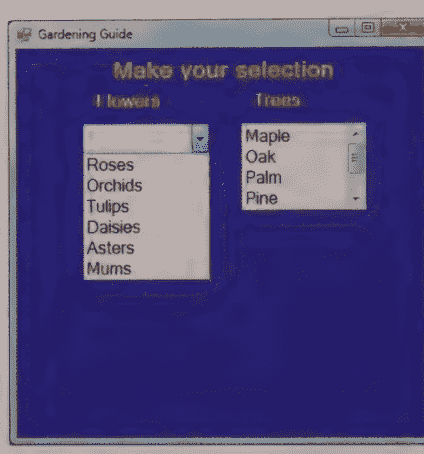 Gardening Guide
Make your selection
Flowers
Trees
Roses
Orchids
Tulips
Daisies
Asters
Mums
Maple
Oak
Palm
Pine